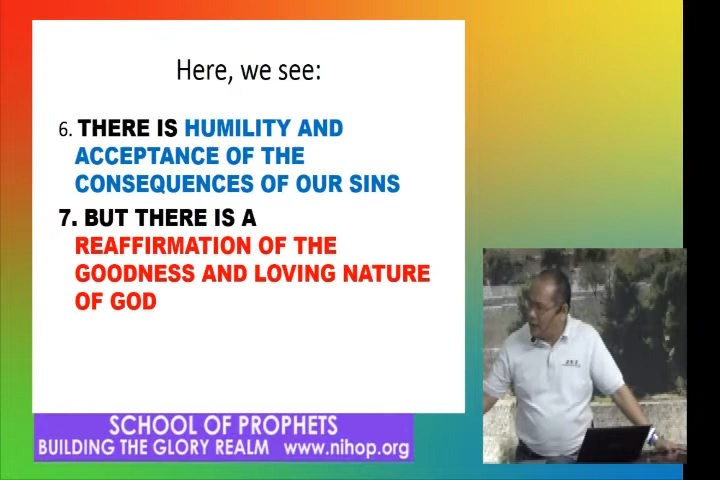 Here, we see:
6. THERE IS HUMILITY AND
ACCEPTANCE OF THE
CONSEQUENCES OF OUR SINS
7. BUT THERE IS A
REAFFIRMATION OF THE
GOODNESS AND LOVING NATURE
OF GOD
SCHOOL OF PROPHETS
BUILDING THE GLORY REALM www.nihop.org